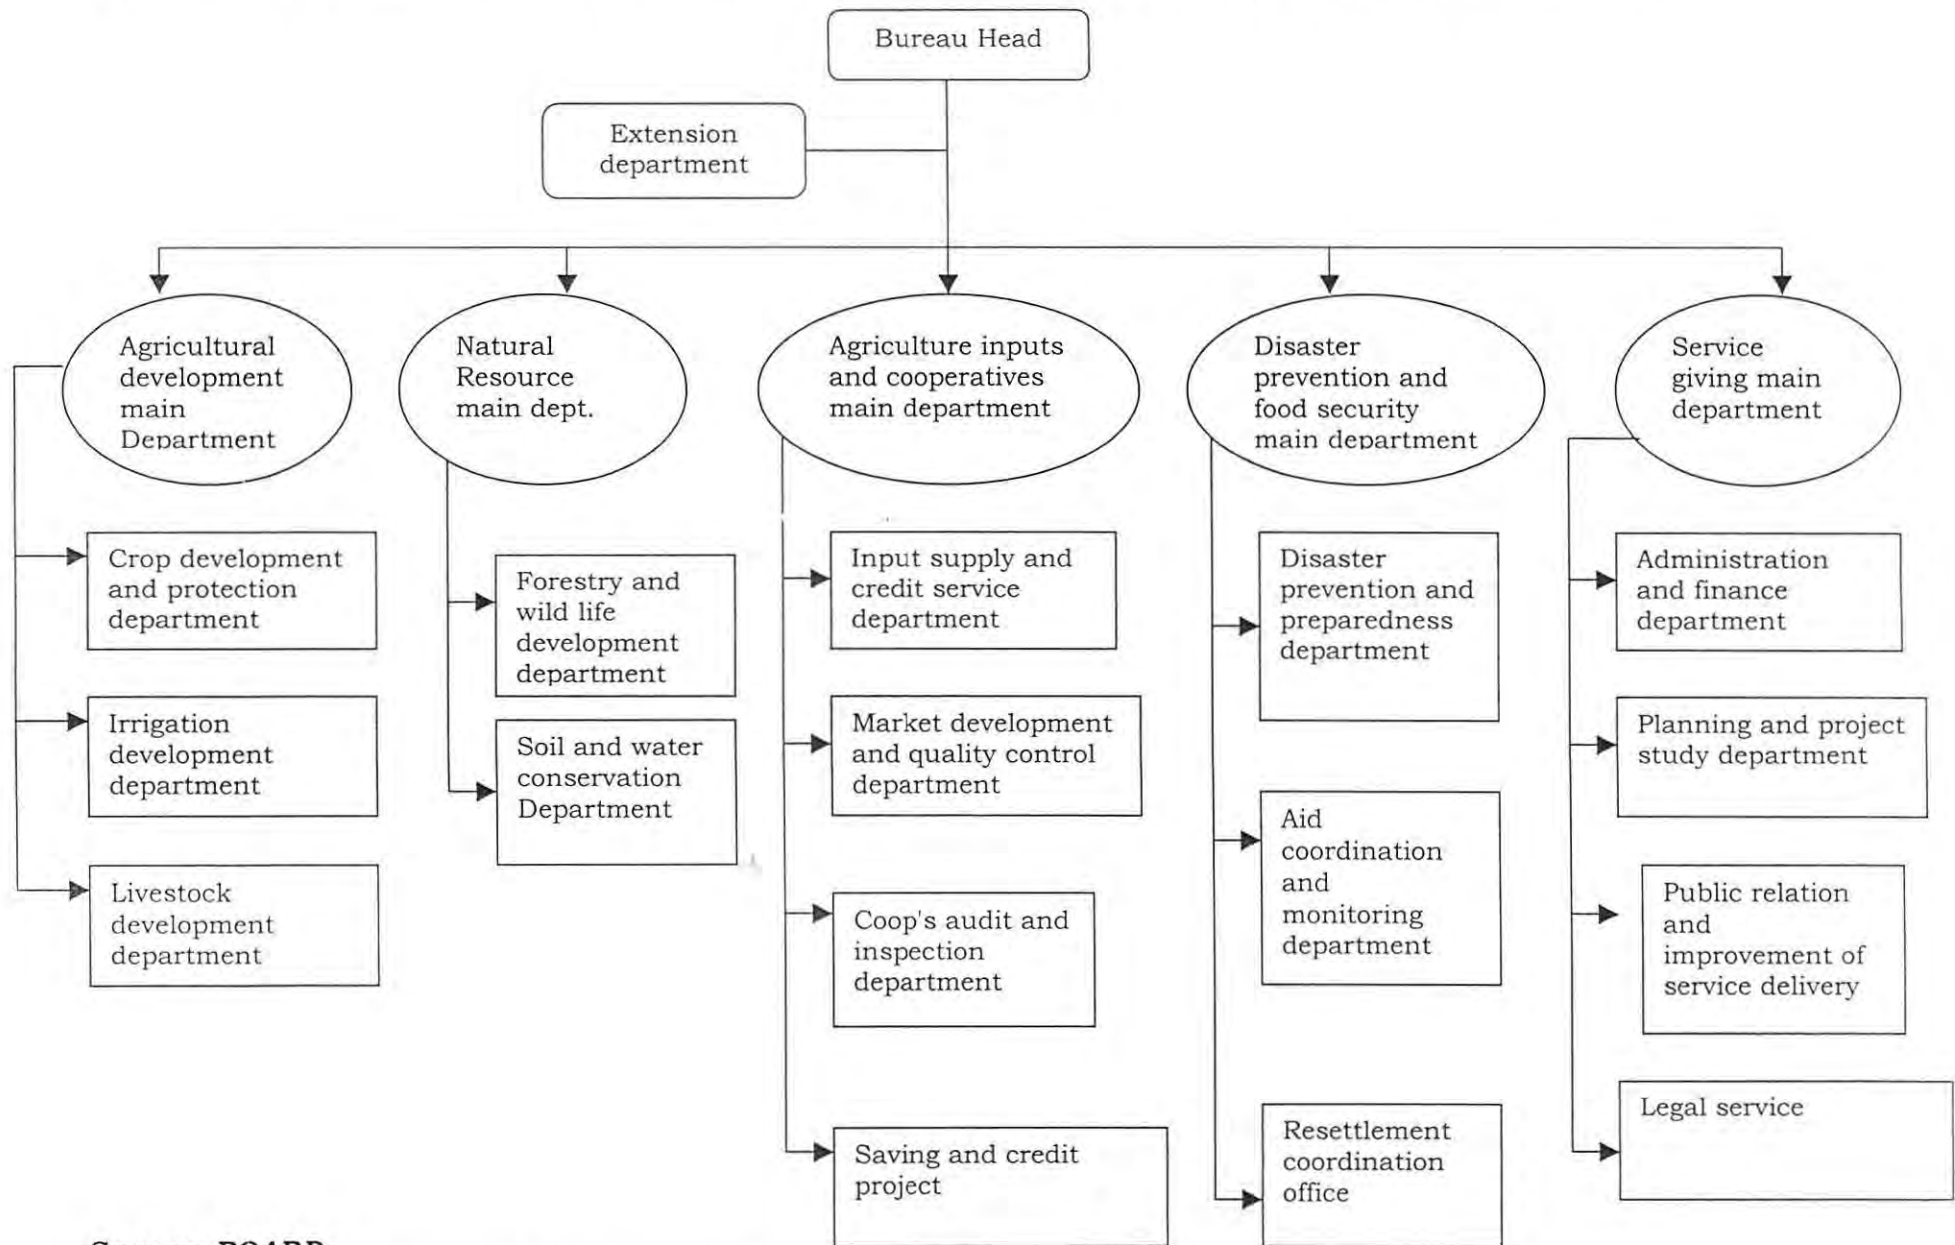 Bureau Head
Extension
department
Agricultural
development
main
Department
Natural
Resource
main dept.
Agriculture inputs
and cooperatives
main department
Disaster
prevention and
food security
main department
Service
giving main
department
Crop development
and protection
department
Irrigation
development
department
Livestock
development
department
Forestry and
wild life
development
department
Soil and water
conservation
Department
Input supply and
credit service
department
Market development
and quality control
department
Coop's audit and
inspection
department
Saving and credit
project
Disaster
prevention and
preparedness
department
Aid
coordination
and
monitoring
department
Resettlement
coordination
office
Administration
and finance
department
Planning and project
study department
Public relation
and
improvement of
service delivery
Legal service